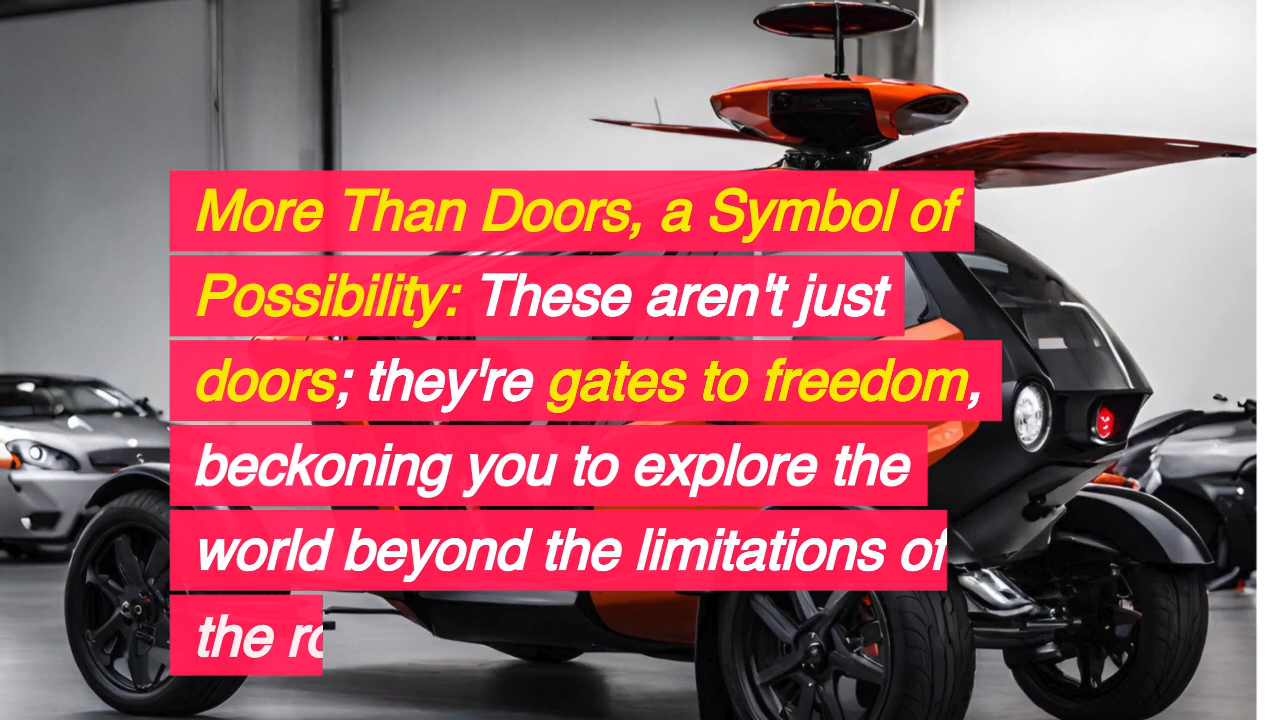 More Than Doors, a Symbol of
Possibility: These aren't just
doors; they're gates to freedom,
beckoning you to explore the
world beyond the limitations of
the